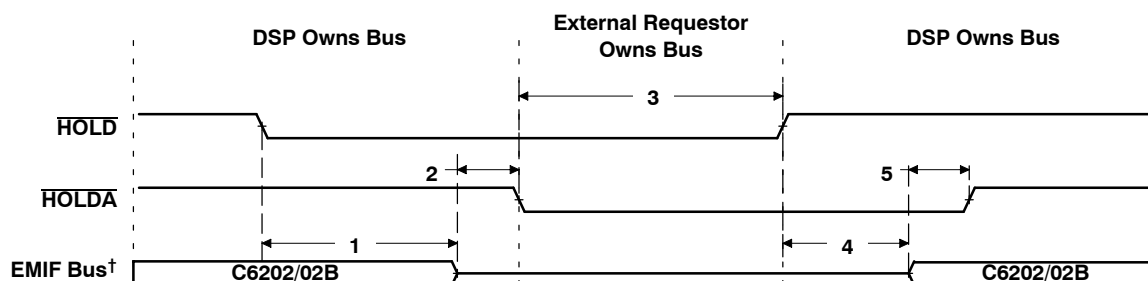 DSP Owns Bus
External Requestor
Owns Bus
DSP Owns Bus
3
HOLD
2
5
HOLDA
1
4
EMIF Bus†
C6202/02B
C6202/02B